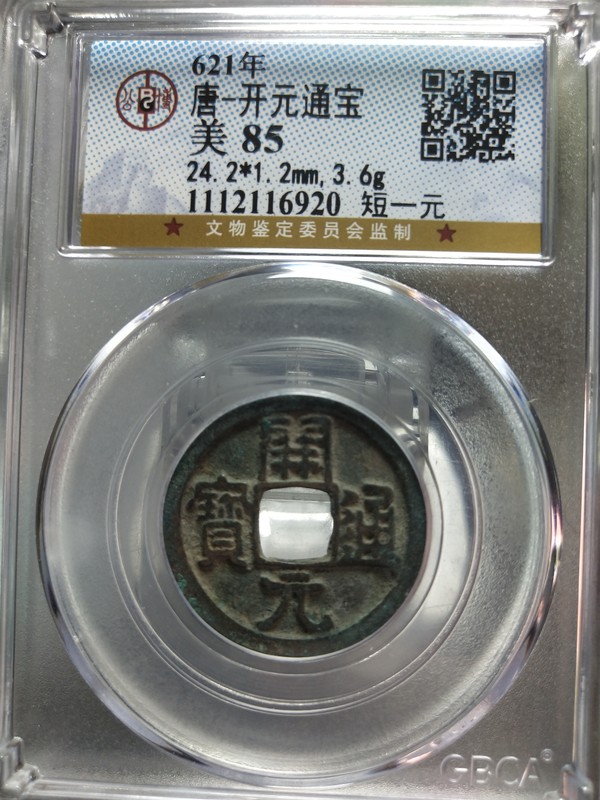 621年
唐-开元通宝
美 85
24.2*1.2mm,3.6g
1112116920 短一元
文物鉴定委员会监制
開
寶 通
元
GBCA®